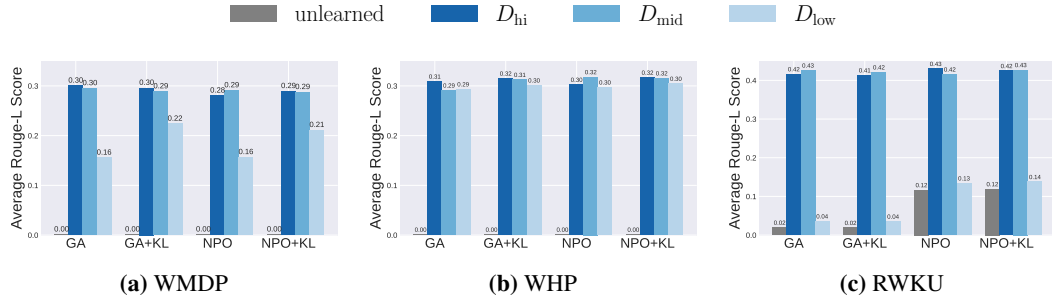 unlearned D_hi D_mid D_low
Average Rouge-L Score
0.3
0.2
0.1
0.0
0.00 0.30 0.30 0.16
0.00 0.30 0.29 0.22
0.00 0.28 0.29 0.16
0.00 0.29 0.29 0.21
GA GA+KL NPO NPO+KL
(a) WMDP
Average Rouge-L Score
0.3
0.2
0.1
0.0
0.00 0.31 0.29 0.29
0.00 0.32 0.31 0.30
0.00 0.30 0.32 0.30
0.00 0.32 0.32 0.30
GA GA+KL NPO NPO+KL
(b) WHP
Average Rouge-L Score
0.4
0.3
0.2
0.1
0.0
0.02 0.42 0.43 0.04
0.02 0.41 0.42 0.04
0.12 0.43 0.42 0.13
0.12 0.42 0.43 0.14
GA GA+KL NPO NPO+KL
(c) RWKU